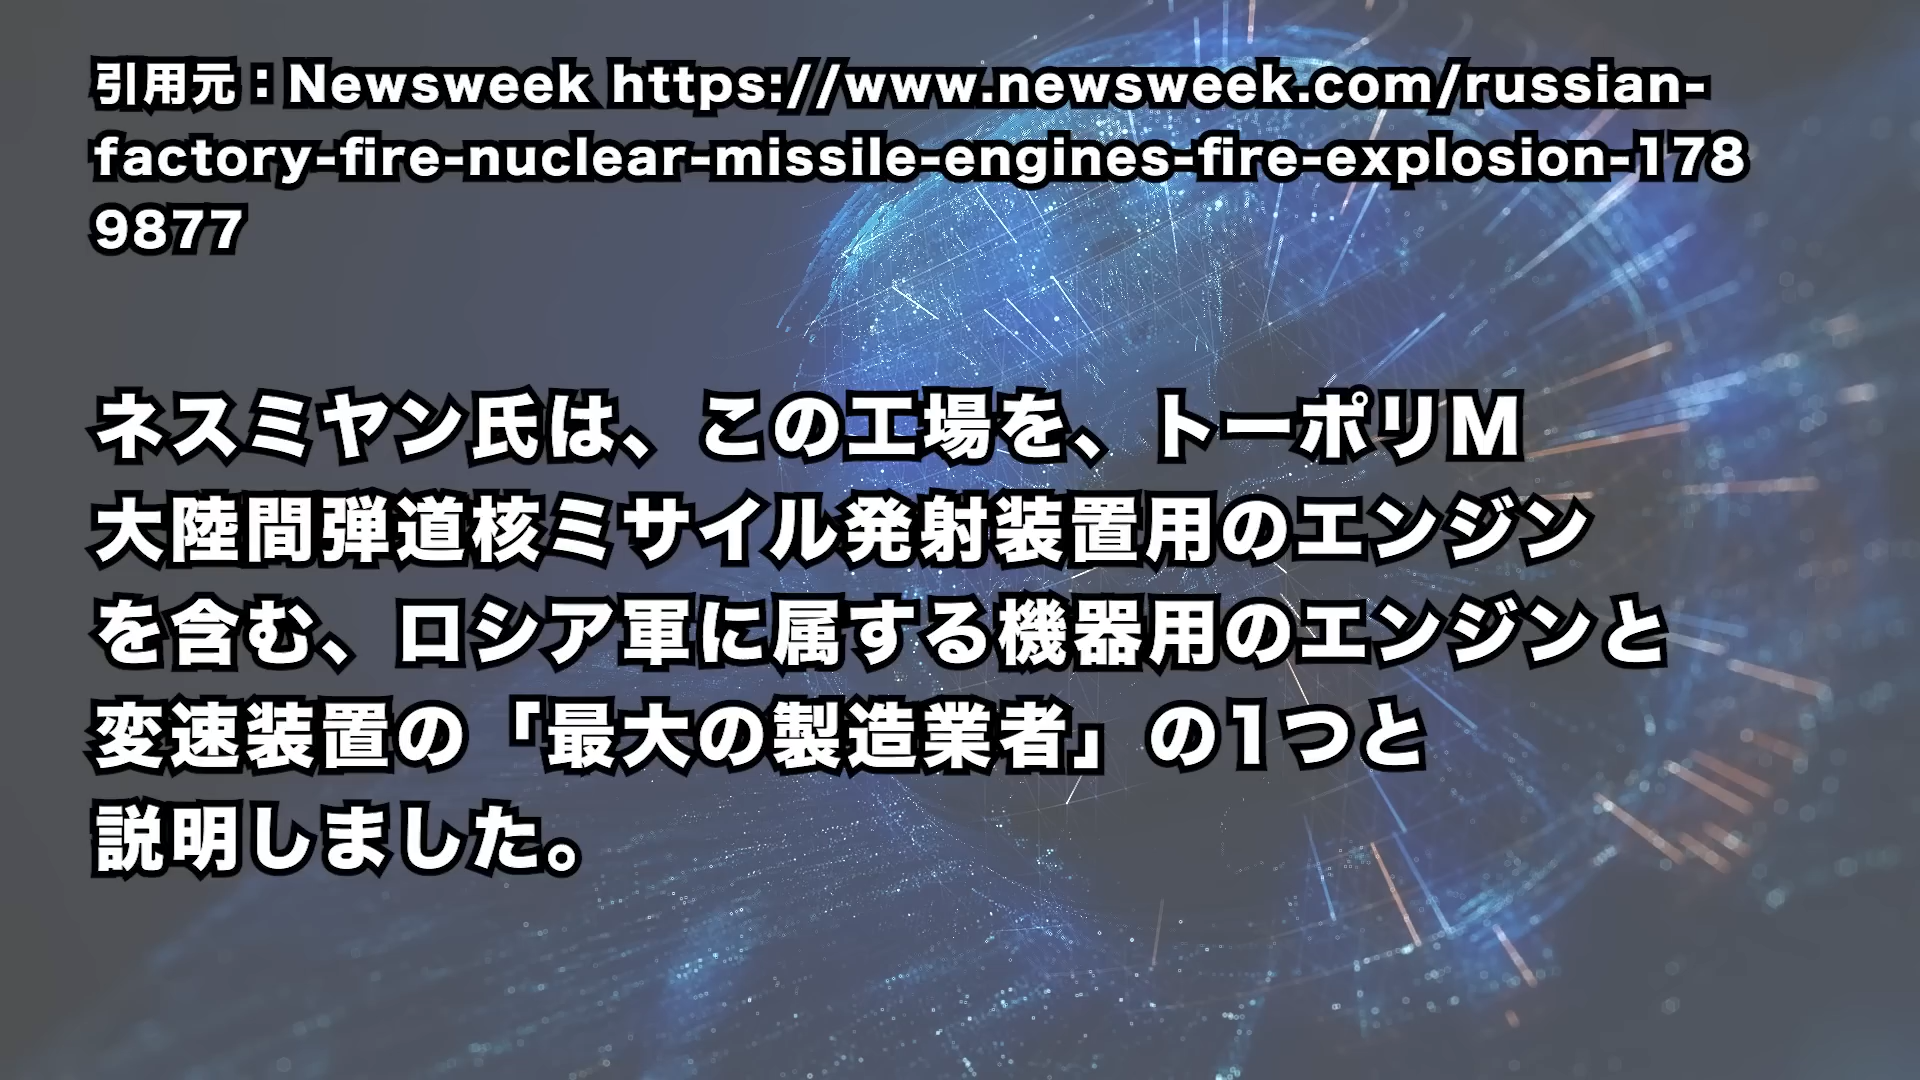 引用元：Newsweek https://www.newsweek.com/russian-
factory-fire-nuclear-missile-engines-fire-explosion-178
9877
ネスミヤン氏は、この工場を、トーポリM
大陸間弾道核ミサイル発射装置用のエンジン
を含む、ロシア軍に属する機器用のエンジンと
変速装置の「最大の製造業者」の1つと
説明しました。